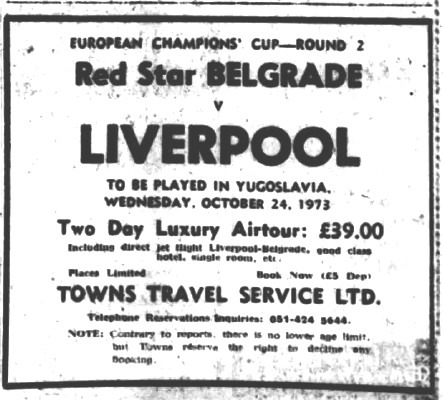 EUROPEAN CHAMPIONS' CUP—ROUND 2
Red Star BELGRADE
v
LIVERPOOL
TO BE PLAYED IN YUGOSLAVIA,
WEDNESDAY, OCTOBER 24, 1973
Two Day Luxury Airtour: £39.00
Including direct jet flight Liverpool-Belgrade, good class
hotel, single room, etc.
Places Limited Book Now (£5 Dep)
TOWNS TRAVEL SERVICE LTD.
Telephone Reservations/Inquiries: 051-424 5644.
NOTE: Contrary to reports, there is no lower age limit,
but Towns reserve the right to decline any
Booking.